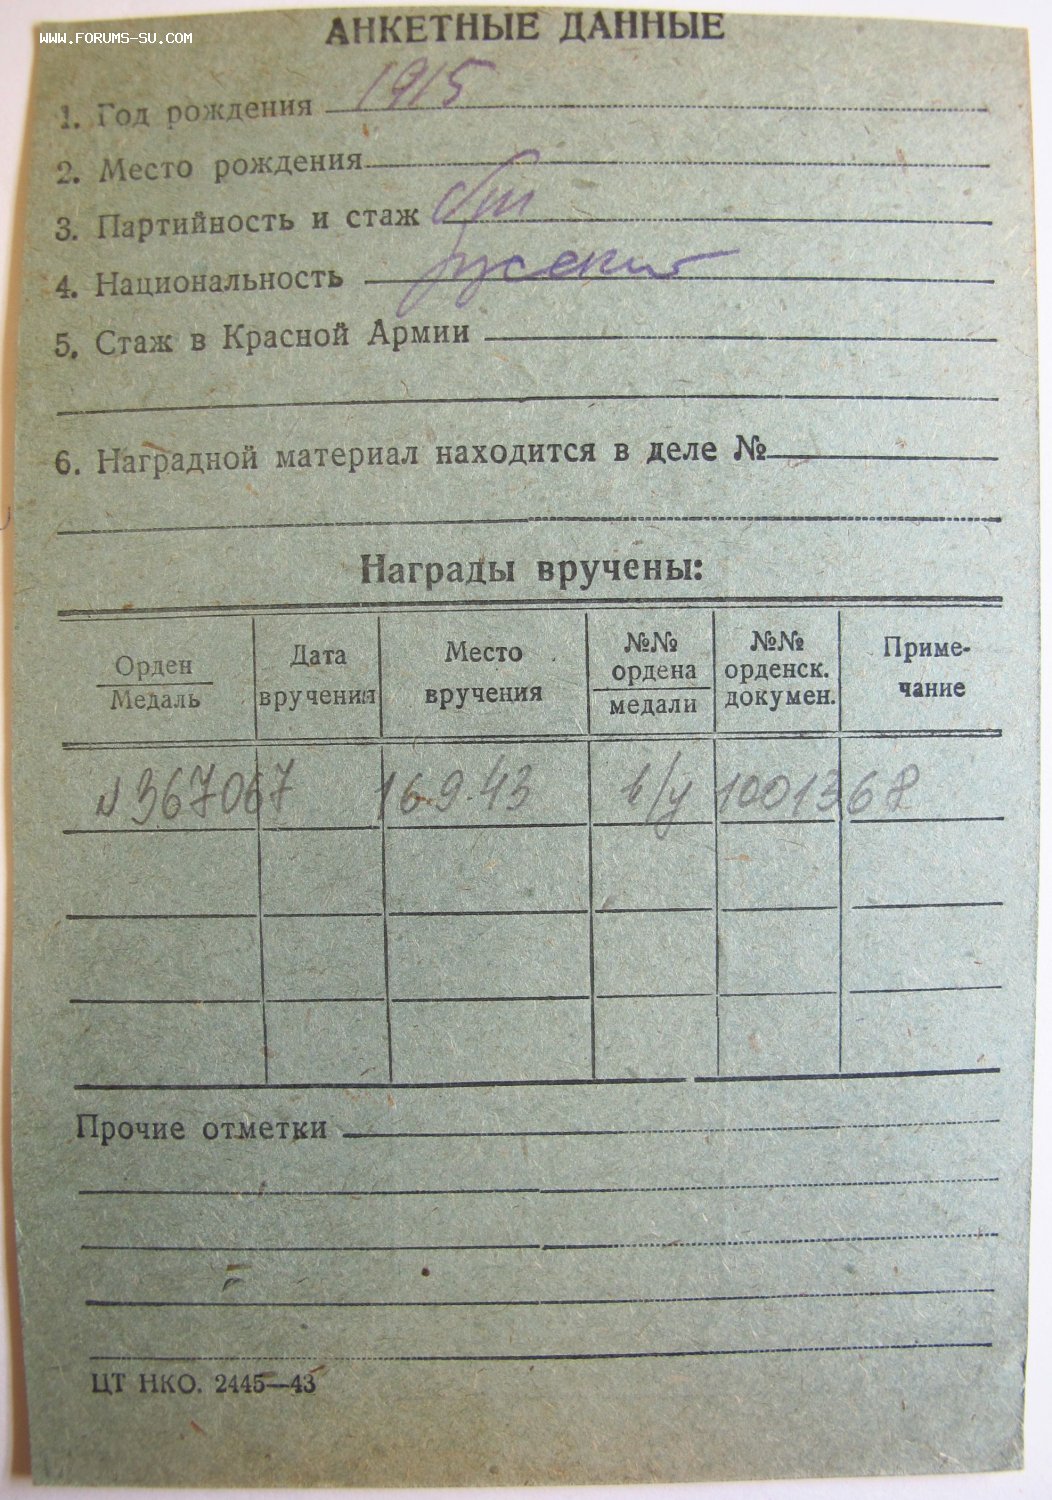 WWW.FORUMS-SU.COM
АНКЕТНЫЕ ДАННЫЕ
1. Год рождения 1915
2. Место рождения
3. Партийность и стаж б/п
4. Национальность русский
5. Стаж в Красной Армии
6. Наградной материал находится в деле №
Награды вручены:
Орден
Медаль
Дата
вручения
Место
вручения
№№
ордена
медали
№№
орденск.
докумен.
Приме-
чание
367067 16.9.43 в/у 1001368
Прочие отметки
ЦТ НКО. 2445—43